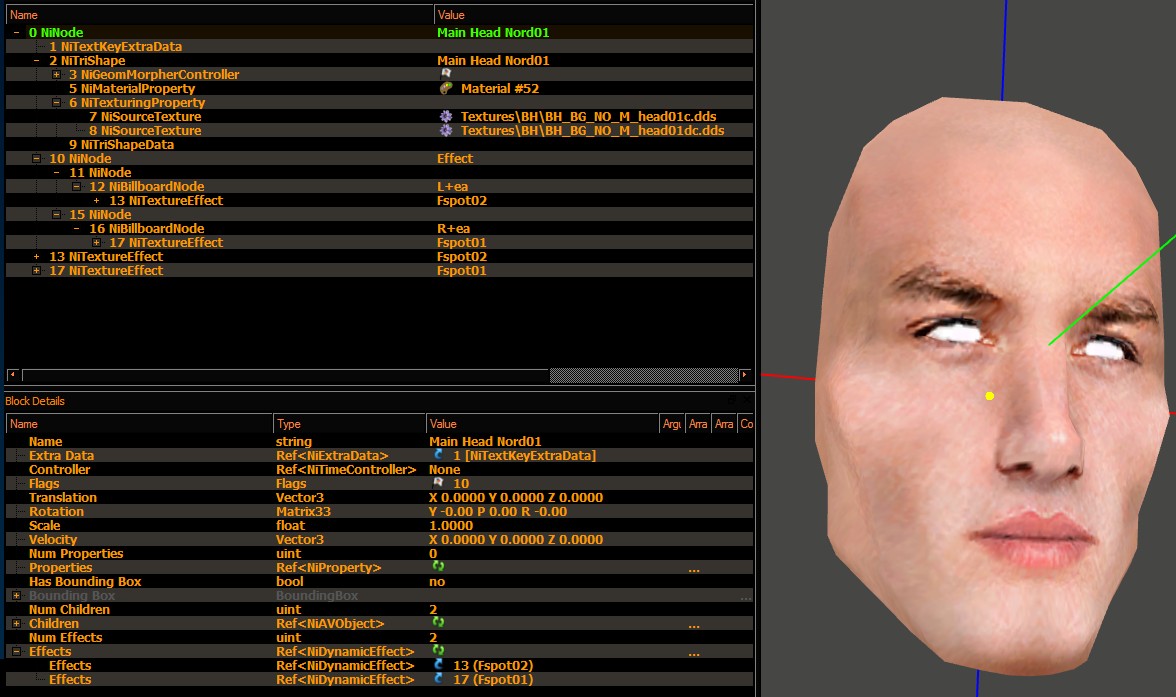 Name Value
0 NiNode Main Head Nord01
1 NiTextKeyExtraData
2 NiTriShape Main Head Nord01
3 NiGeomMorpherController
5 NiMaterialProperty Material #52
6 NiTexturingProperty
7 NiSourceTexture Textures\BH\BH_BG_NO_M_head01c.dds
8 NiSourceTexture Textures\BH\BH_BG_NO_M_head01dc.dds
9 NiTriShapeData
10 NiNode Effect
11 NiNode
12 NiBillboardNode L+ea
13 NiTextureEffect Fspot02
15 NiNode
16 NiBillboardNode R+ea
17 NiTextureEffect Fspot01
13 NiTextureEffect Fspot02
17 NiTextureEffect Fspot01
Block Details
Name Type Value Argu Arra Arra Co
Name string Main Head Nord01
Extra Data Ref<NiExtraData> 1 [NiTextKeyExtraData]
Controller Ref<NiTimeController> None
Flags Flags 10
Translation Vector3 X 0.0000 Y 0.0000 Z 0.0000
Rotation Matrix33 Y -0.00 P 0.00 R -0.00
Scale float 1.0000
Velocity Vector3 X 0.0000 Y 0.0000 Z 0.0000
Num Properties uint 0
Properties Ref<NiProperty> ...
Has Bounding Box bool no
Bounding Box BoundingBox ...
Num Children uint 2
Children Ref<NiAVObject> ...
Num Effects uint 2
Effects Ref<NiDynamicEffect> ...
Effects Ref<NiDynamicEffect> 13 (Fspot02)
Effects Ref<NiDynamicEffect> 17 (Fspot01)